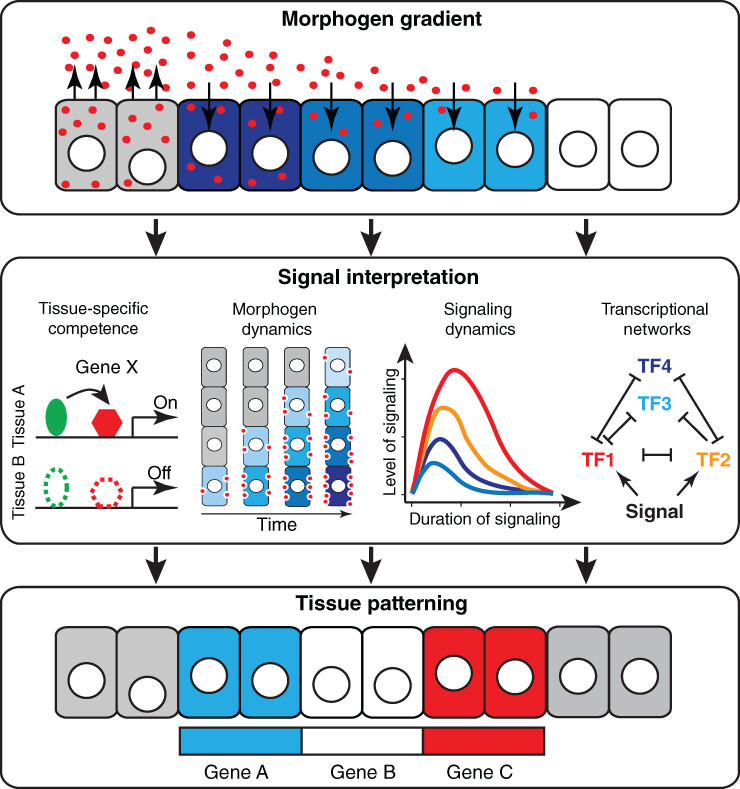 Morphogen gradient
Signal interpretation
Tissue-specific
competence
Tissue A
Gene X
On
Tissue B
Off
Morphogen
dynamics
Time
Signaling
dynamics
Level of signaling
Duration of signaling
Transcriptional
networks
TF4
TF3
TF1
TF2
Signal
Tissue patterning
Gene A
Gene B
Gene C